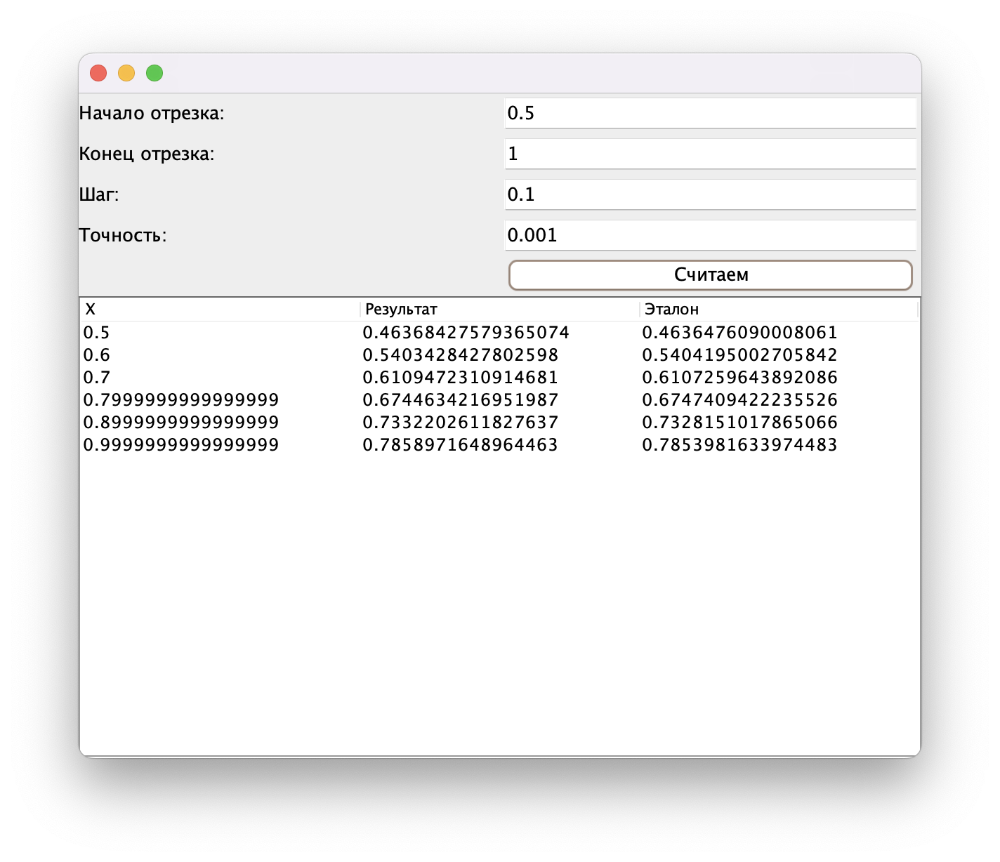 Начало отрезка: 0.5
Конец отрезка: 1
Шаг: 0.1
Точность: 0.001
Считаем
X Результат Эталон
0.5 0.46368427579365074 0.4636476090008061
0.6 0.5403428427802598 0.5404195002705842
0.7 0.6109472310914681 0.6107259643892086
0.7999999999999999 0.6744634216951987 0.6747409422235526
0.8999999999999999 0.7332202611827637 0.7328151017865066
0.9999999999999999 0.7858971648964463 0.7853981633974483